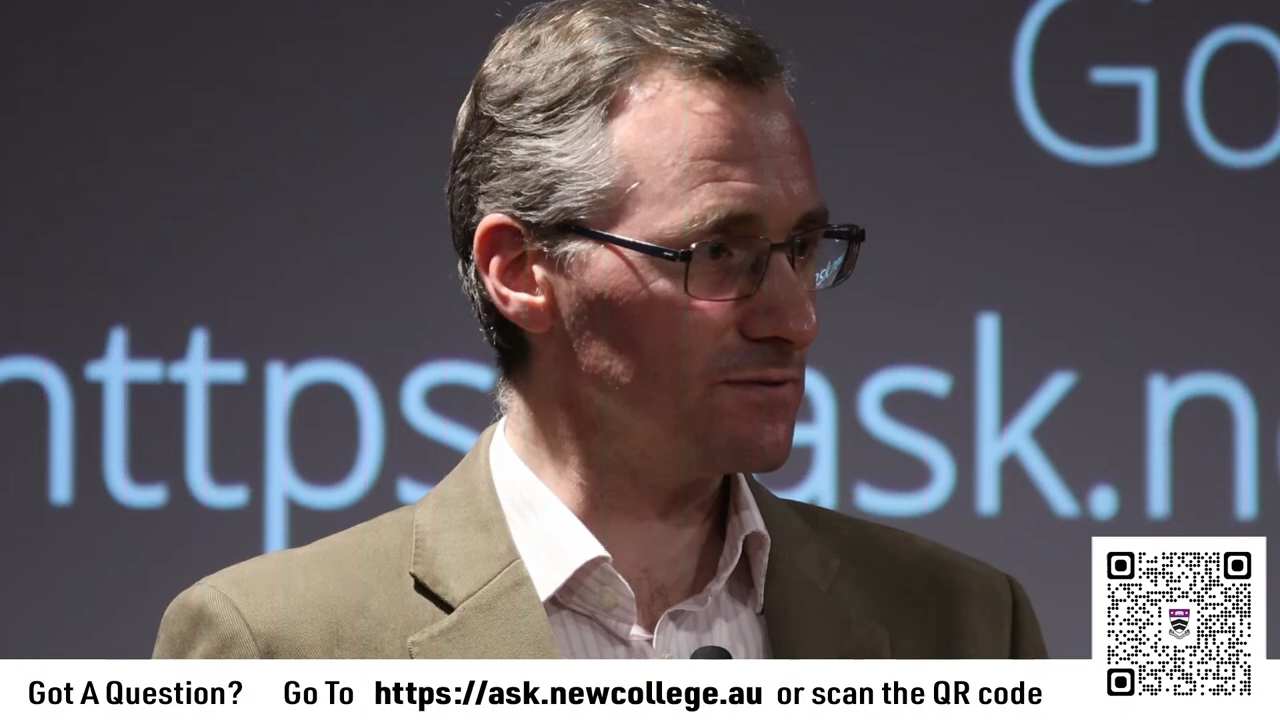 Go
https ask.n
Got A Question? Go To https://ask.newcollege.au or scan the QR code